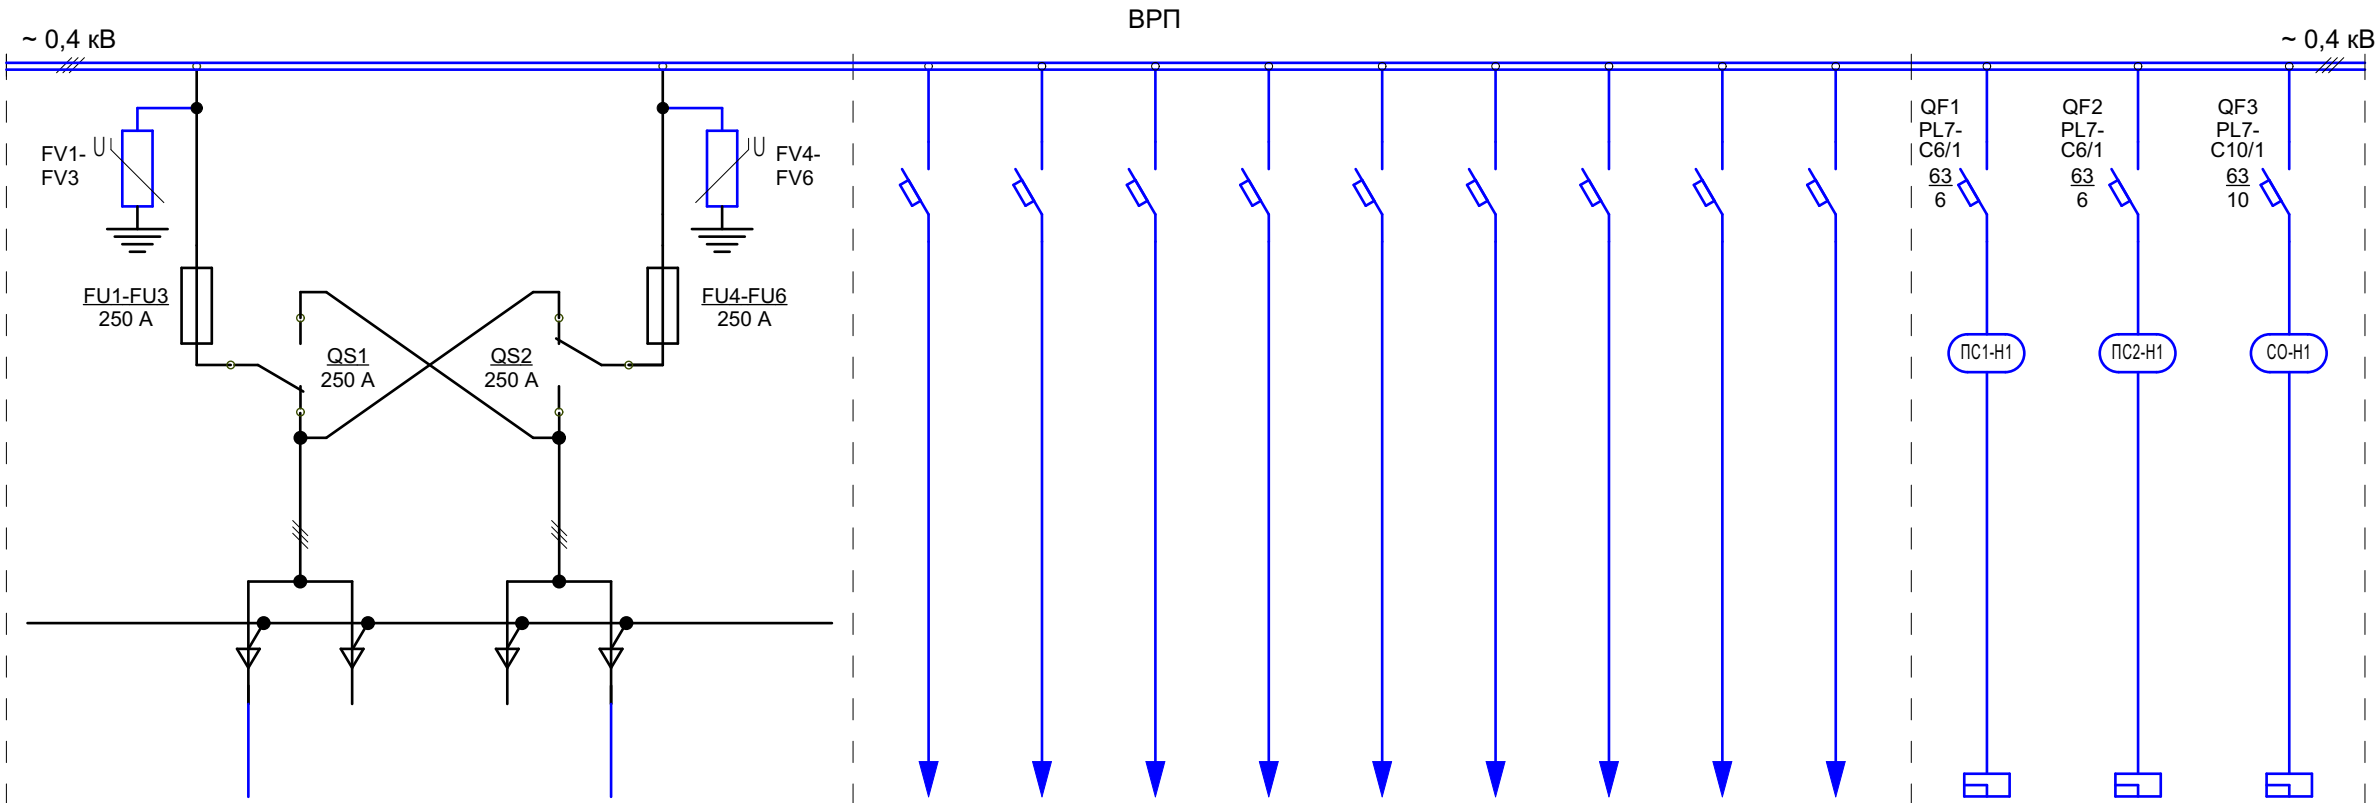 ВРП
~ 0,4 кВ
~ 0,4 кВ
FV1-
FV3
U
U
FV4-
FV6
FU1-FU3
250 А
FU4-FU6
250 А
QS1
250 А
QS2
250 А
QF1
PL7-
C6/1
63
6
QF2
PL7-
C6/1
63
6
QF3
PL7-
C10/1
63
10
ПС1-Н1
ПС2-Н1
СО-Н1